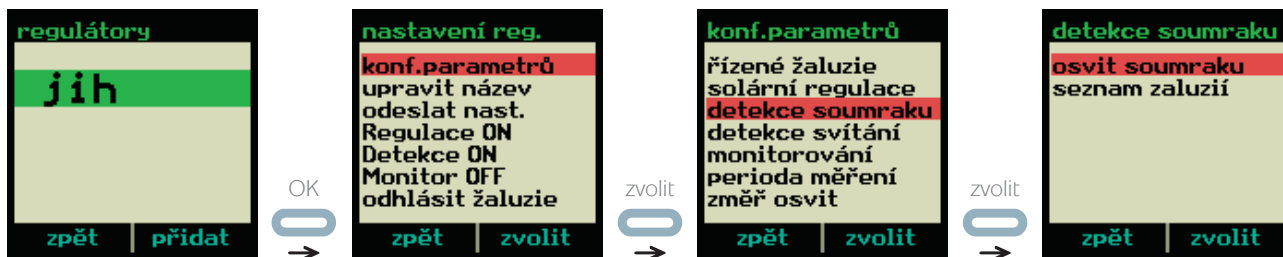 regulátory
jih
zpět přidat
OK
nastavení reg.
konf.parametrů
upravit název
odeslat nast.
Regulace ON
Detekce ON
Monitor OFF
odhlásit žaluzie
zpět zvolit
zvolit
konf.parametrů
řízené žaluzie
solární regulace
detekce soumraku
detekce svítání
monitorování
perioda měření
změř osvit
zpět zvolit
zvolit
detekce soumraku
osvit soumraku
seznam zaluzií
zpět zvolit